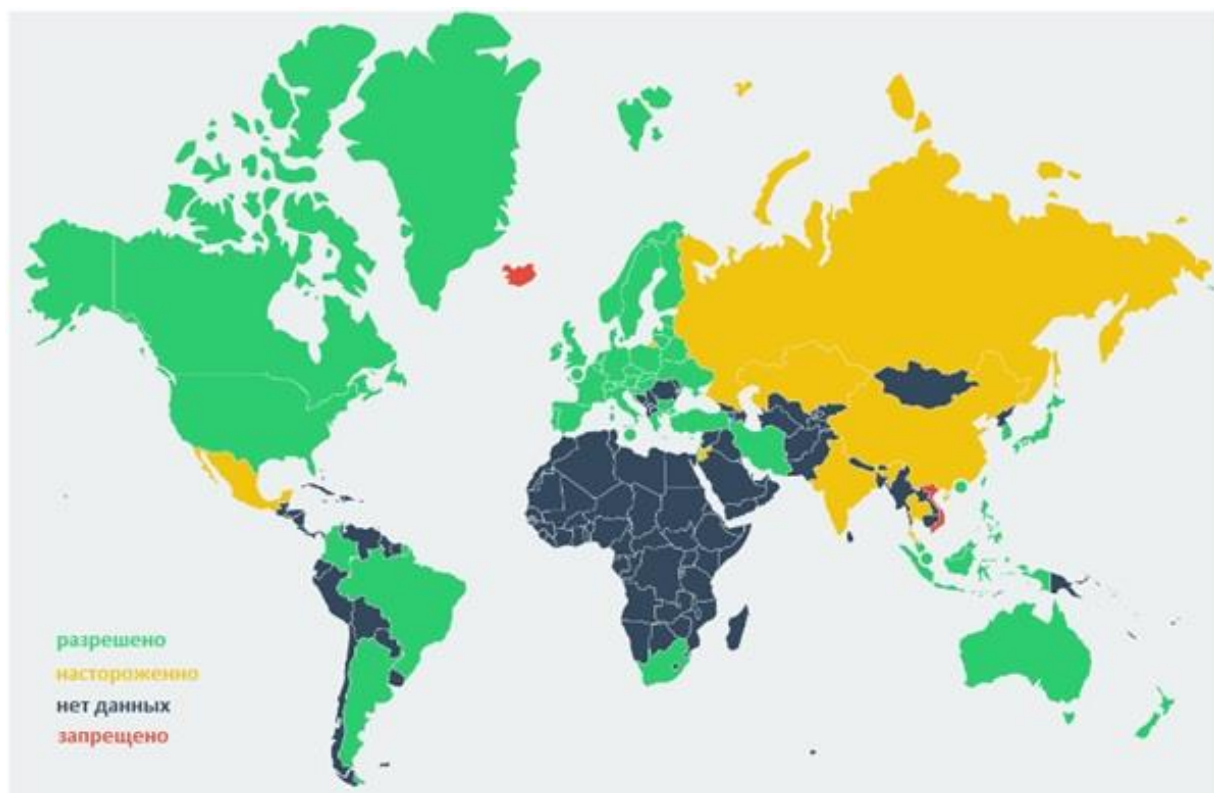 разрешено
настороженно
нет данных
запрещено